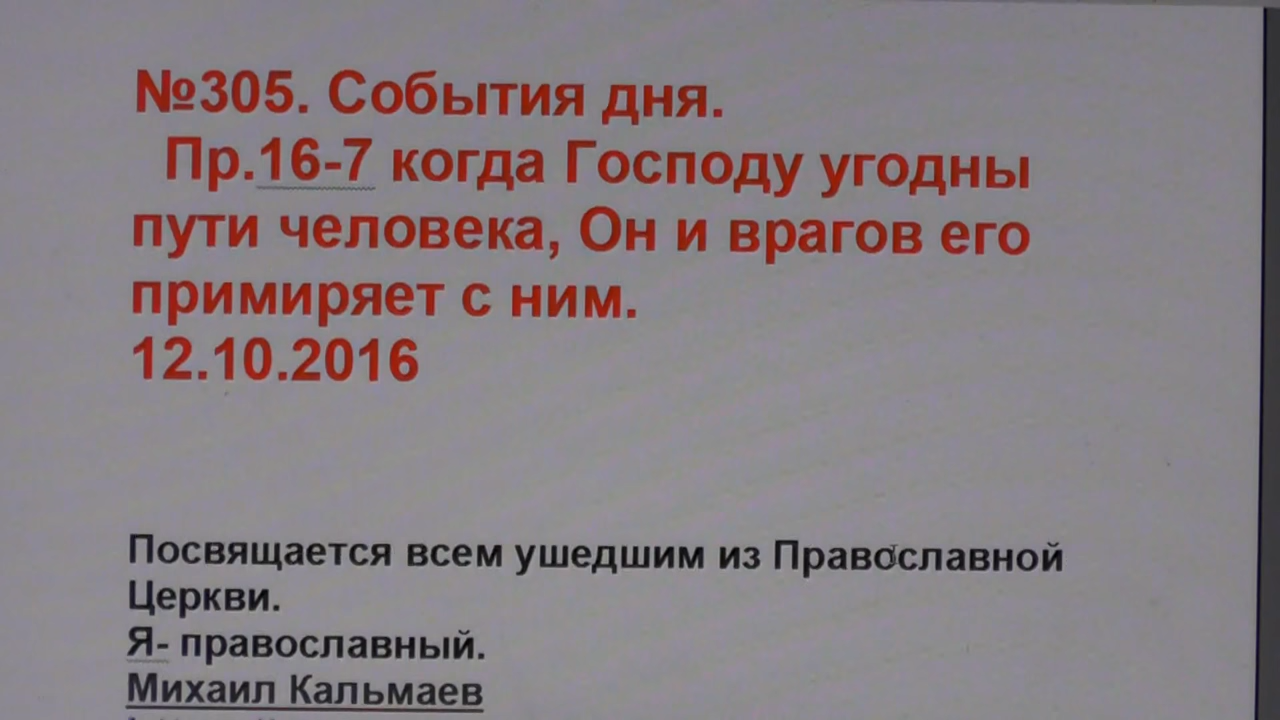 №305. События дня.
Пр.16-7 когда Господу угодны
пути человека, Он и врагов его
примиряет с ним.
12.10.2016
Посвящается всем ушедшим из Православной
Церкви.
Я- православный.
Михаил Кальмаев